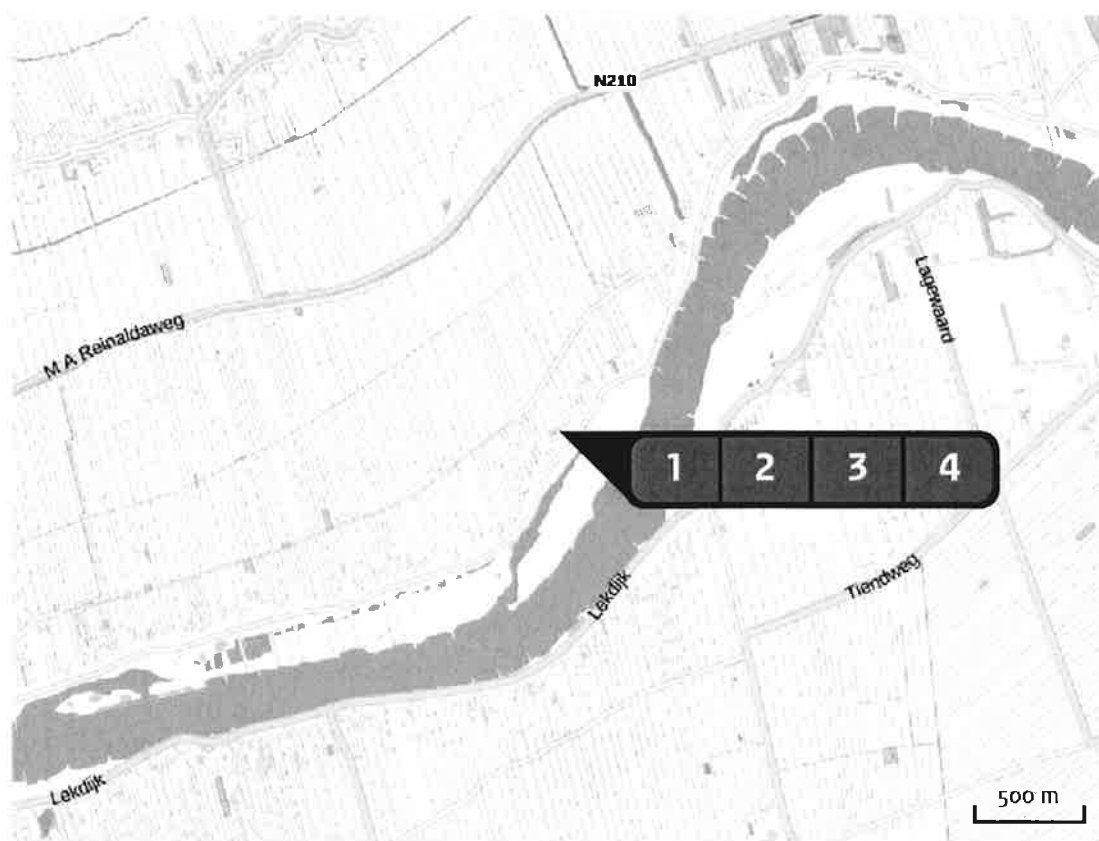 N210
Lagewaard
M A Reinaldaweg
1 2 3 4
Tiendweg
Lekdijk
Lekdijk
500 m